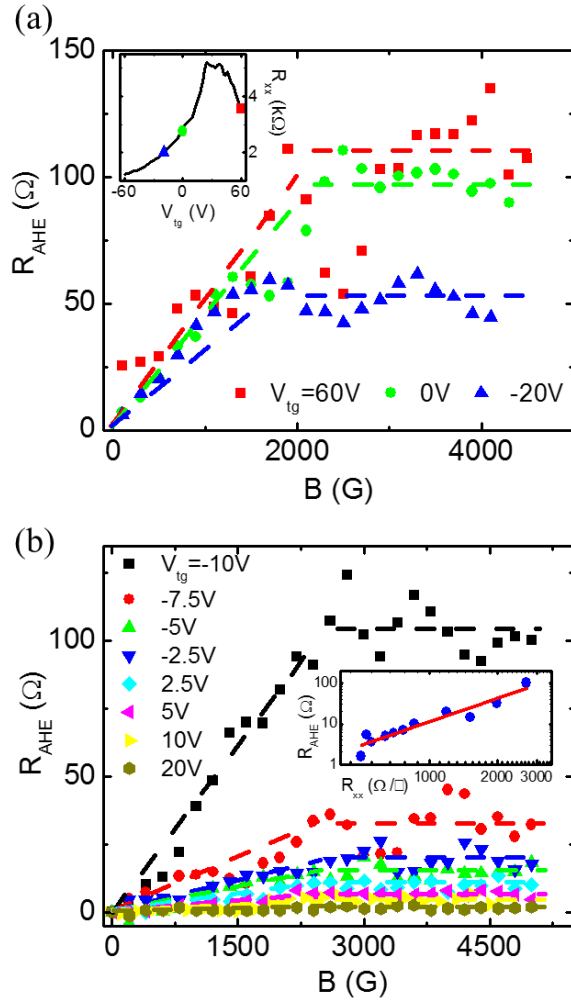 (a)
150
100
50
0
R_AHE (Ω)
R_xx (kΩ)
4
2
-60 0 60
V_tg (V)
V_tg=60V 0V -20V
0 2000 4000
B (G)
(b)
V_tg=-10V
-7.5V
-5V
-2.5V
2.5V
5V
10V
20V
100
50
0
R_AHE (Ω)
R_AHE (Ω)
100
10
1
1000 2000 3000
R_xx (Ω/□)
0 1500 3000 4500
B (G)